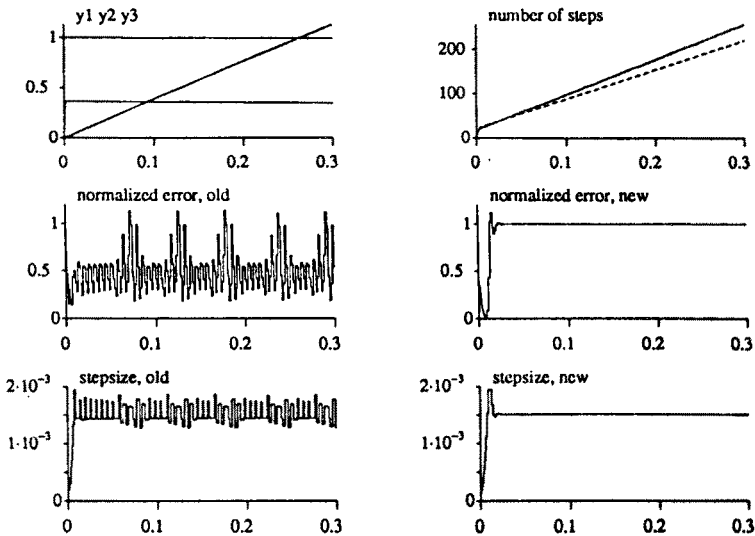 y1 y2 y3
1
0.5
0
0 0.1 0.2 0.3
number of steps
200
100
0
0 0.1 0.2 0.3
normalized error, old
1
0.5
0
0 0.1 0.2 0.3
normalized error, new
1
0.5
0
0 0.1 0.2 0.3
stepsize, old
2·10⁻³
1·10⁻³
0
0 0.1 0.2 0.3
stepsize, new
2·10⁻³
1·10⁻³
0
0 0.1 0.2 0.3